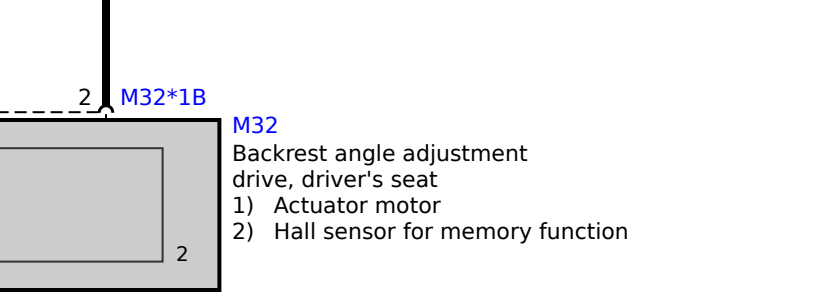 2 M32*1B
M32
Backrest angle adjustment
drive, driver's seat
1) Actuator motor
2) Hall sensor for memory function
2